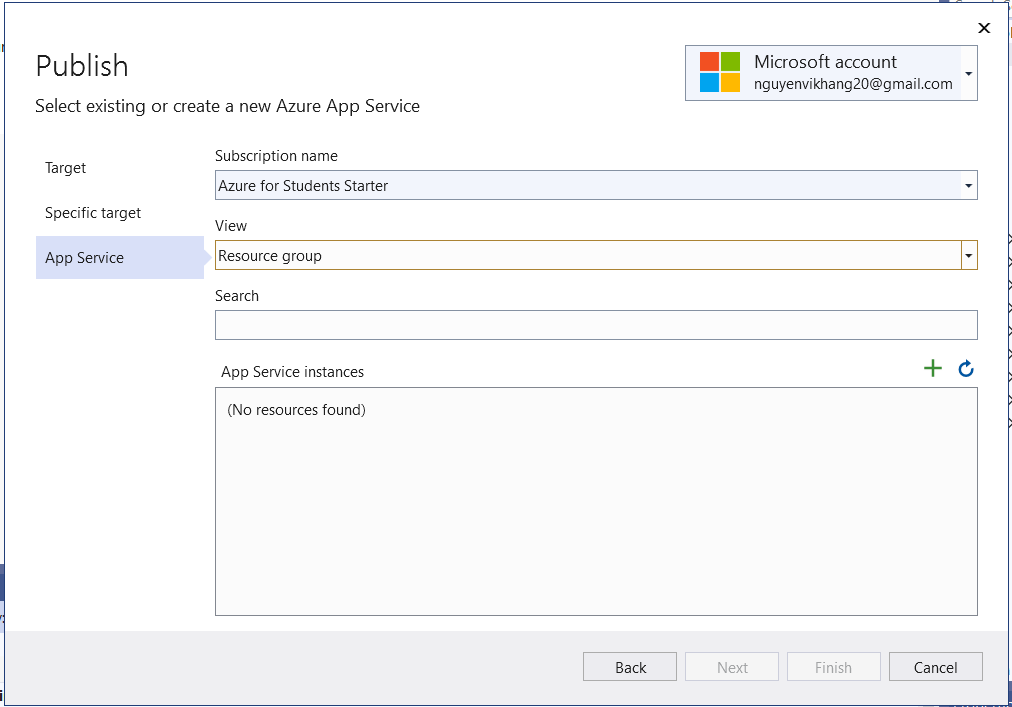 Publish
Select existing or create a new Azure App Service
Microsoft account
nguyenvikhang20@gmail.com
Target
Specific target
App Service
Subscription name
Azure for Students Starter
View
Resource group
Search
App Service instances
(No resources found)
Back
Next
Finish
Cancel